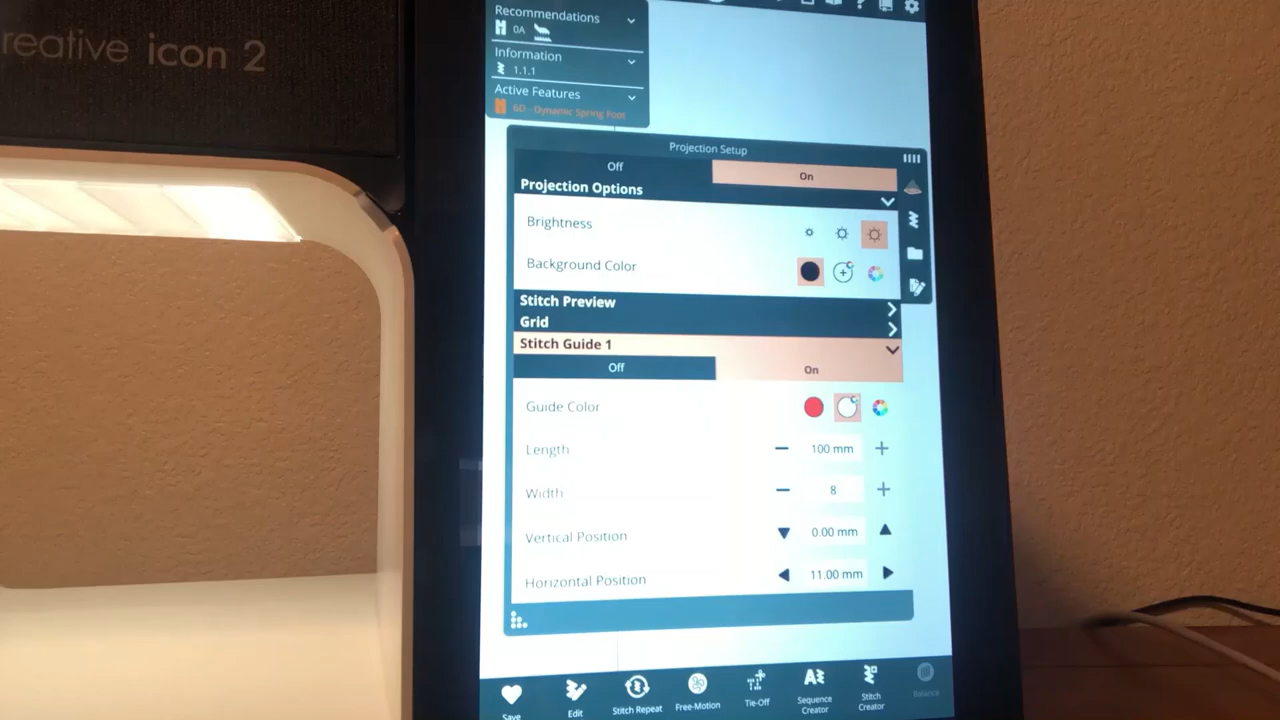 reative icon 2
Recommendations
0A
Information
1.1.1
Active Features
6D - Dynamic Spring Foot
Projection Setup
Off On
Projection Options
Brightness
Background Color
Stitch Preview
Grid
Stitch Guide 1
Off On
Guide Color
Length 100 mm
Width 8
Vertical Position 0.00 mm
Horizontal Position 11.00 mm
Save Edit Stitch Repeat Free-Motion Tie-Off Sequence Creator Stitch Creator Balance